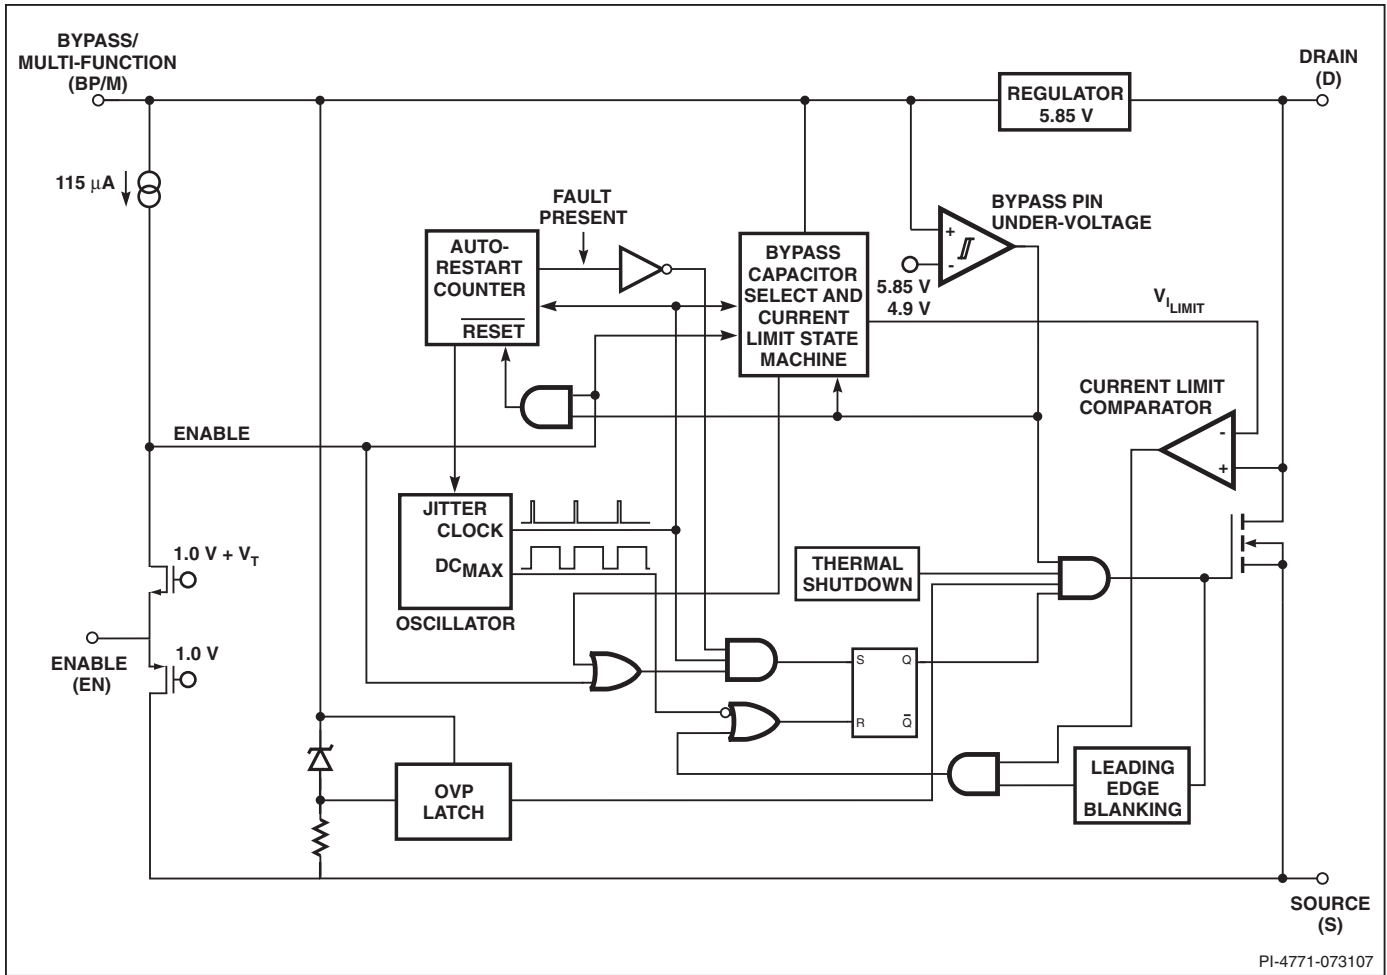 BYPASS/
MULTI-FUNCTION
(BP/M)
DRAIN
(D)
REGULATOR
5.85 V
115 μA
FAULT
PRESENT
BYPASS PIN
UNDER-VOLTAGE
AUTO-
RESTART
COUNTER
RESET
BYPASS
CAPACITOR
SELECT AND
CURRENT
LIMIT STATE
MACHINE
+
-
5.85 V
4.9 V
VILIMIT
CURRENT LIMIT
COMPARATOR
-
+
ENABLE
JITTER
CLOCK
DCMAX
OSCILLATOR
THERMAL
SHUTDOWN
1.0 V + VT
ENABLE
(EN)
1.0 V
S Q
R Q̅
OVP
LATCH
LEADING
EDGE
BLANKING
SOURCE
(S)
PI-4771-073107